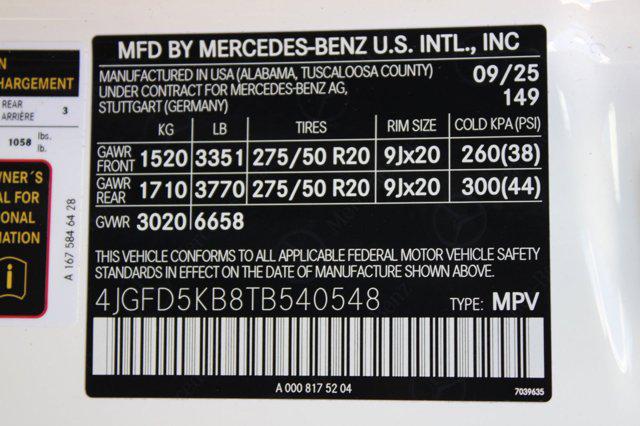 N
CHARGEMENT
REAR
ARRIÈRE 3
1058 lbs.
lb.
WNER´S
AL FOR
IONAL
MATION
A 167 584 64 28
MFD BY MERCEDES-BENZ U.S. INTL., INC
MANUFACTURED IN USA (ALABAMA, TUSCALOOSA COUNTY)
UNDER CONTRACT FOR MERCEDES-BENZ AG,
STUTTGART (GERMANY)
09/25
149
KG LB TIRES RIM SIZE COLD KPA (PSI)
GAWR
FRONT 1520 3351 275/50 R20 9Jx20 260(38)
GAWR
REAR 1710 3770 275/50 R20 9Jx20 300(44)
GVWR 3020 6658
THIS VEHICLE CONFORMS TO ALL APPLICABLE FEDERAL MOTOR VEHICLE SAFETY
STANDARDS IN EFFECT ON THE DATE OF MANUFACTURE SHOWN ABOVE.
4JGFD5KB8TB540548 TYPE: MPV
A 000 817 52 04
7039635